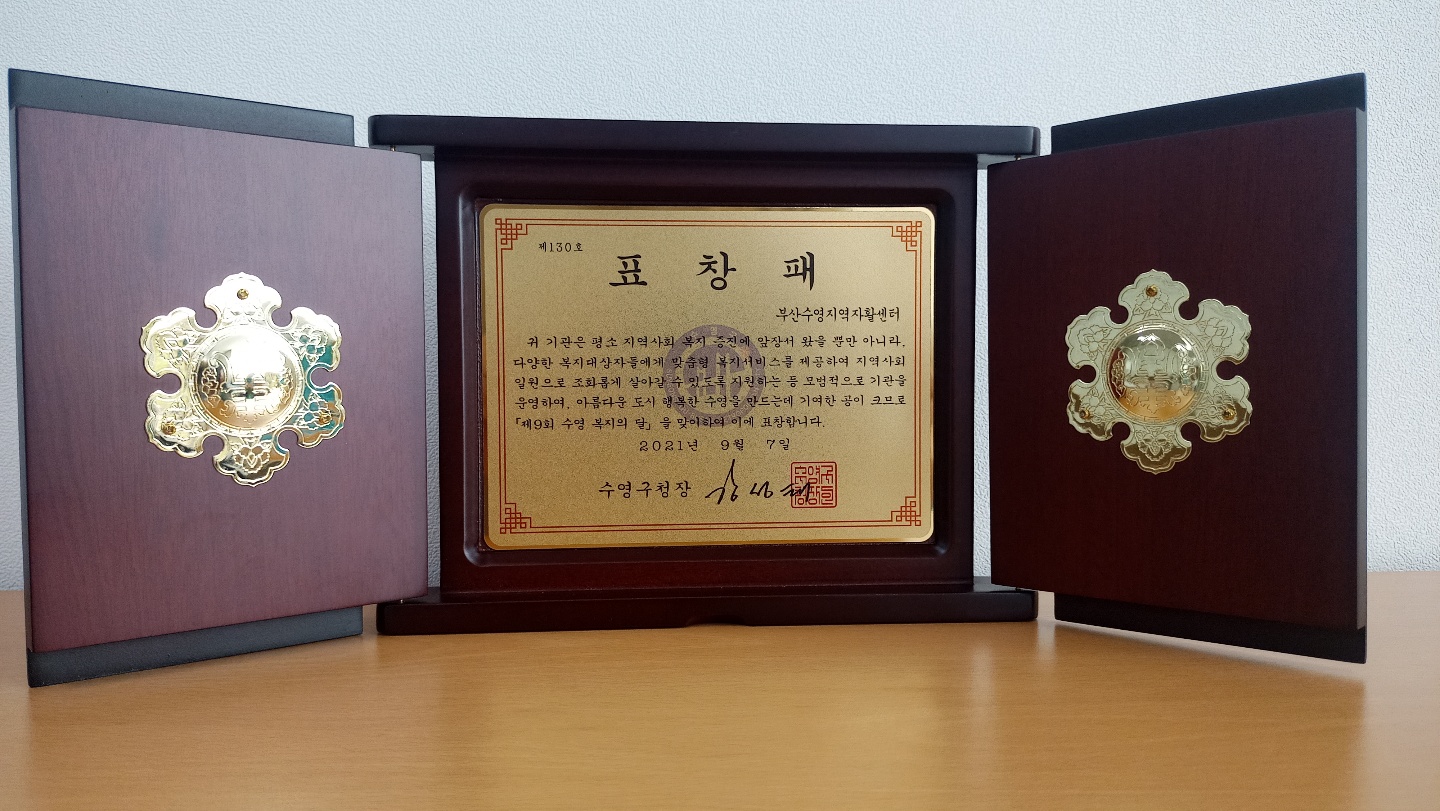 제130호
표 창 패
부산수영지역자활센터
귀 기관은 평소 지역사회 복지 증진에 앞장서 왔을 뿐만 아니라,
다양한 복지대상자들에게 맞춤형 복지서비스를 제공하여 지역사회
일원으로 조화롭게 살아갈 수 있도록 지원하는 등 모범적으로 기관을
운영하여, 아름다운 도시 행복한 수영을 만드는데 기여한 공이 크므로
「제9회 수영 복지의 달」을 맞이하여 이에 표창합니다.
2021년 9월 7일
수영구청장